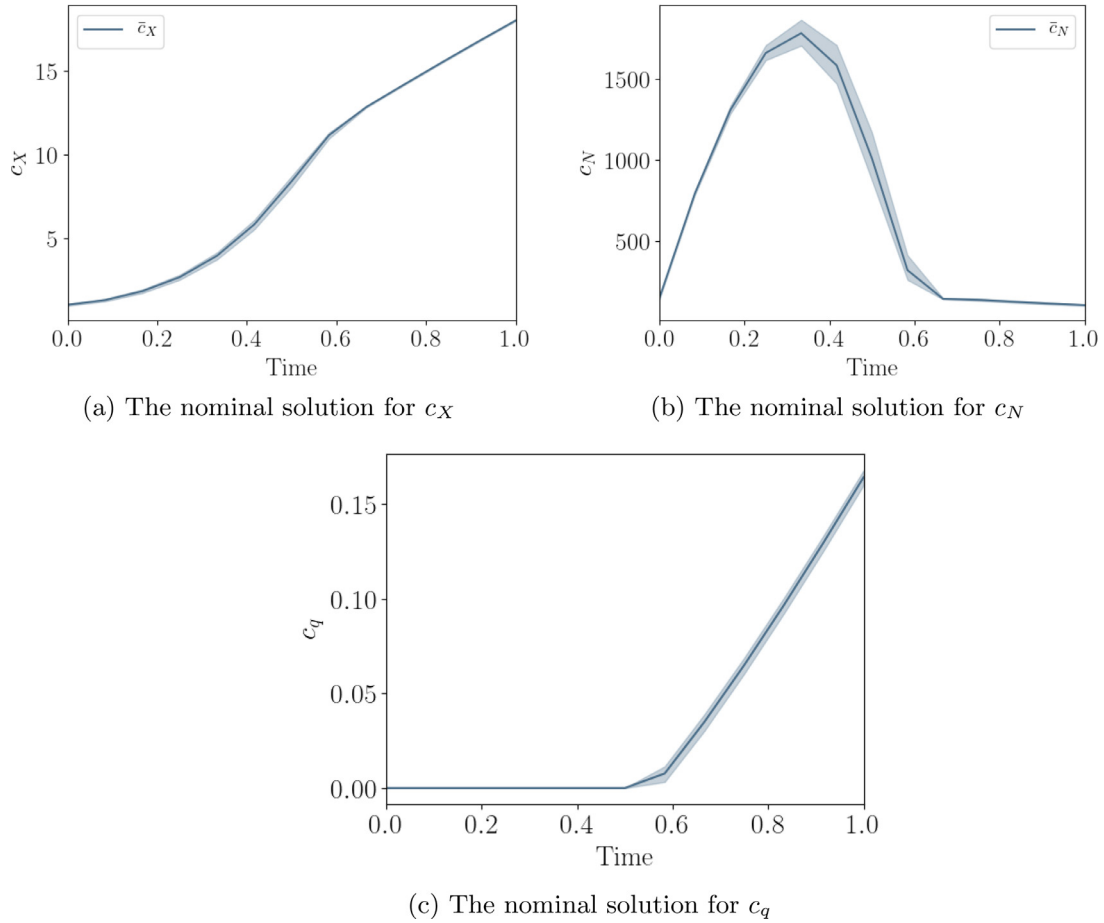 c̄_X
15
10
5
c_X
0.0 0.2 0.4 0.6 0.8 1.0
Time
(a) The nominal solution for c_X
c̄_N
1500
1000
500
c_N
0.0 0.2 0.4 0.6 0.8 1.0
Time
(b) The nominal solution for c_N
0.15
0.10
0.05
0.00
c_q
0.0 0.2 0.4 0.6 0.8 1.0
Time
(c) The nominal solution for c_q